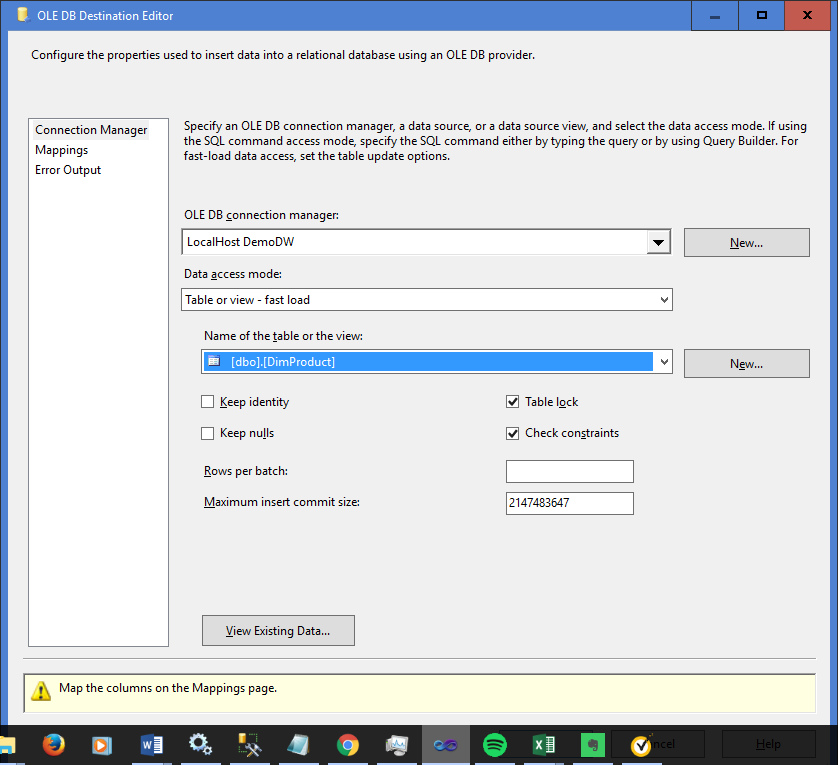 OLE DB Destination Editor
Configure the properties used to insert data into a relational database using an OLE DB provider.
Connection Manager
Mappings
Error Output
Specify an OLE DB connection manager, a data source, or a data source view, and select the data access mode. If using
the SQL command access mode, specify the SQL command either by typing the query or by using Query Builder. For
fast-load data access, set the table update options.
OLE DB connection manager:
LocalHost DemoDW
New...
Data access mode:
Table or view - fast load
Name of the table or the view:
[dbo].[DimProduct]
New...
Keep identity
Table lock
Keep nulls
Check constraints
Rows per batch:
Maximum insert commit size:
2147483647
View Existing Data...
Map the columns on the Mappings page.
Help